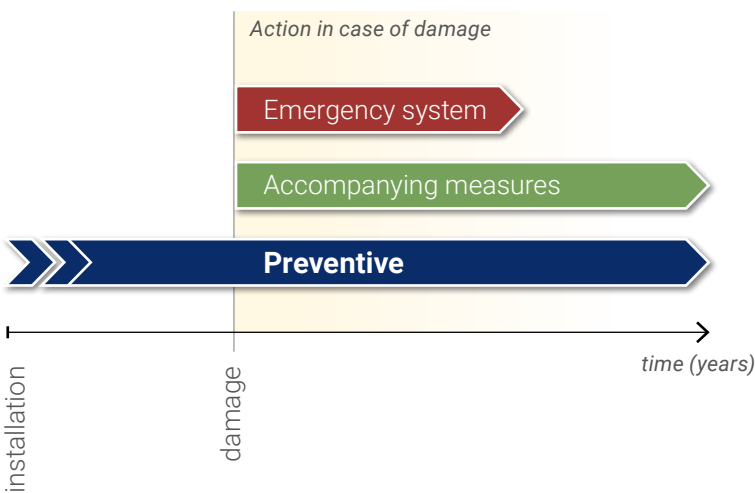 Action in case of damage
Emergency system
Accompanying measures
Preventive
time (years)
installation
damage